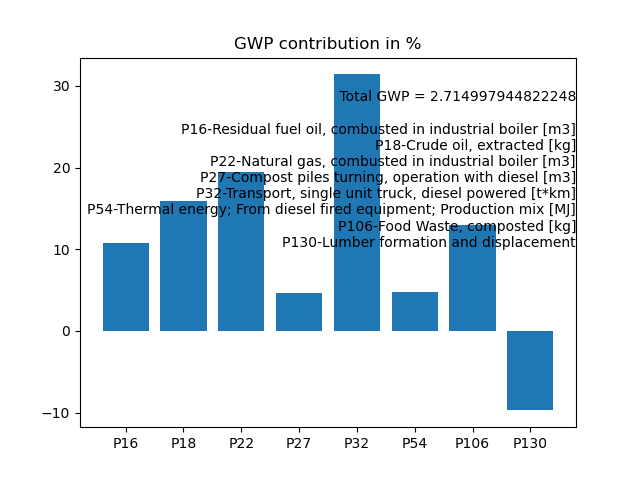 GWP contribution in %
30
20
10
0
−10
Total GWP = 2.714997944822248
P16-Residual fuel oil, combusted in industrial boiler [m3]
P18-Crude oil, extracted [kg]
P22-Natural gas, combusted in industrial boiler [m3]
P27-Compost piles turning, operation with diesel [m3]
P32-Transport, single unit truck, diesel powered [t*km]
P54-Thermal energy; From diesel fired equipment; Production mix [MJ]
P106-Food Waste, composted [kg]
P130-Lumber formation and displacement
P16 P18 P22 P27 P32 P54 P106 P130